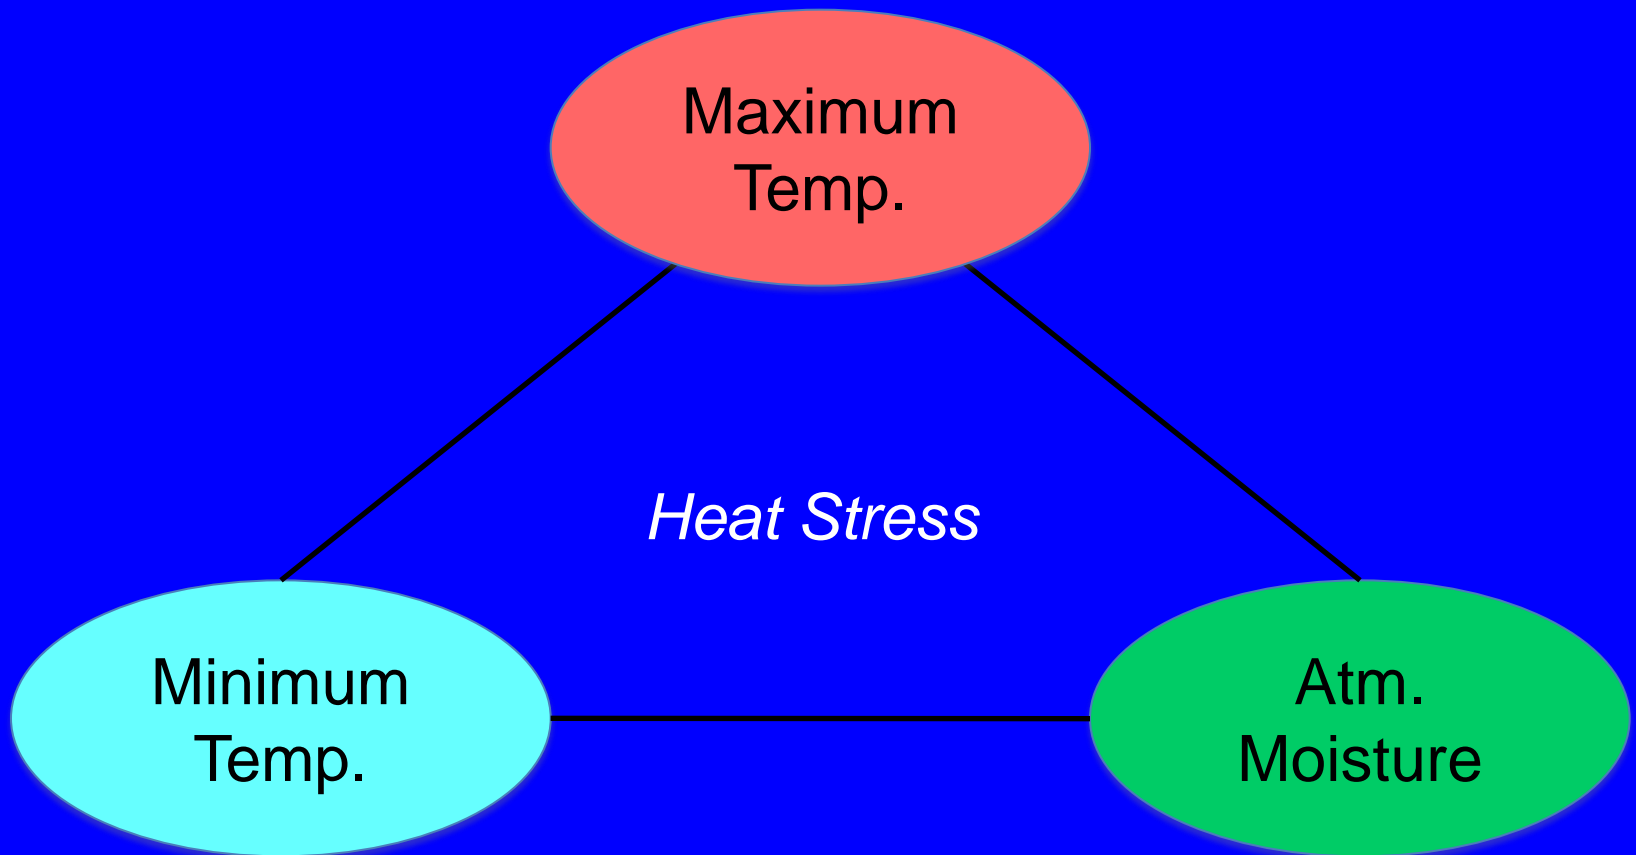 Maximum
Temp.
Heat Stress
Minimum
Temp.
Atm.
Moisture